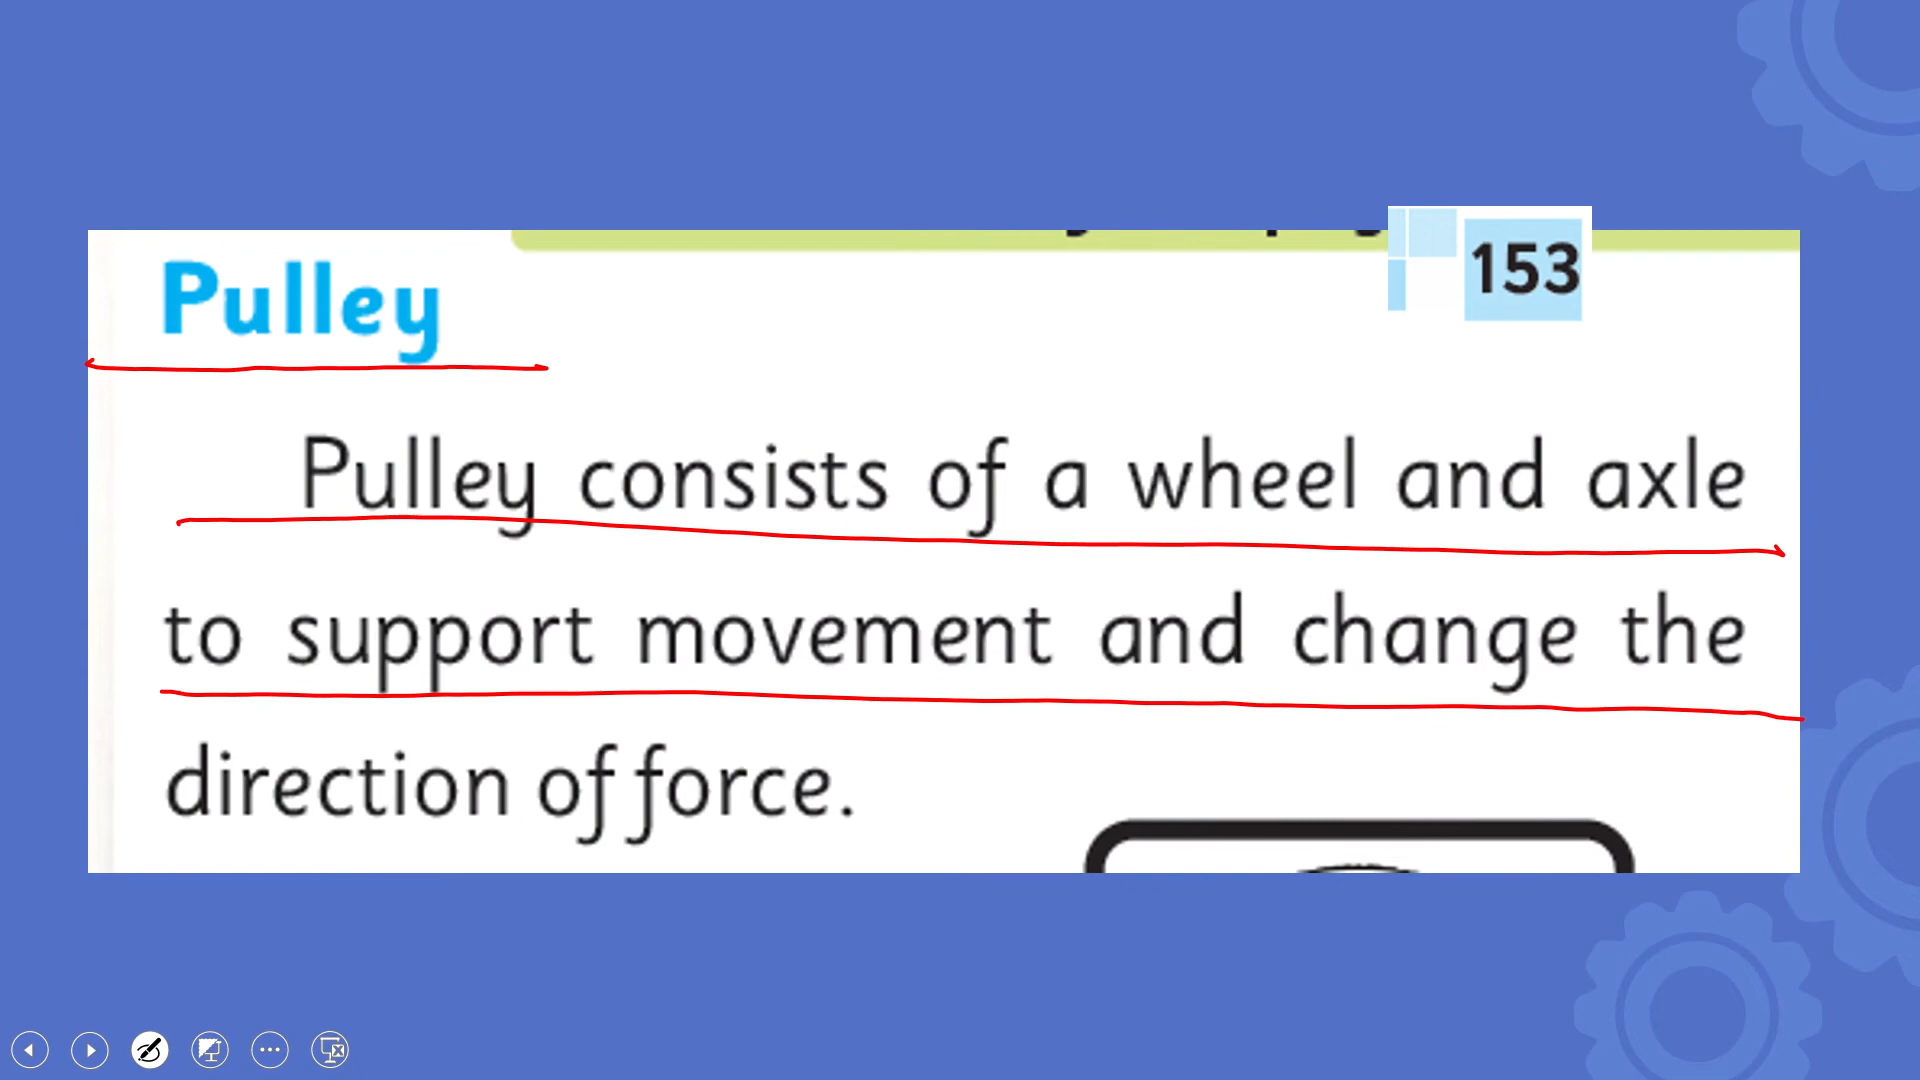 153
Pulley
Pulley consists of a wheel and axle
to support movement and change the
direction of force.